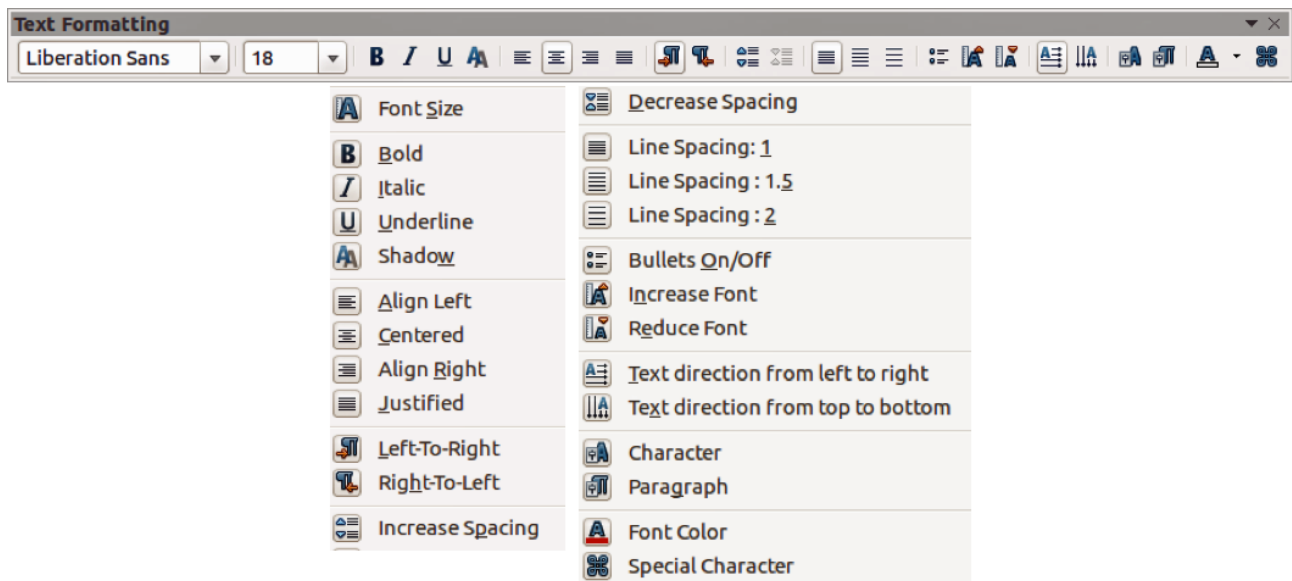 Text Formatting
Liberation Sans 18
Font Size
Bold
Italic
Underline
Shadow
Align Left
Centered
Align Right
Justified
Left-To-Right
Right-To-Left
Increase Spacing
Decrease Spacing
Line Spacing: 1
Line Spacing : 1.5
Line Spacing : 2
Bullets On/Off
Increase Font
Reduce Font
Text direction from left to right
Text direction from top to bottom
Character
Paragraph
Font Color
Special Character